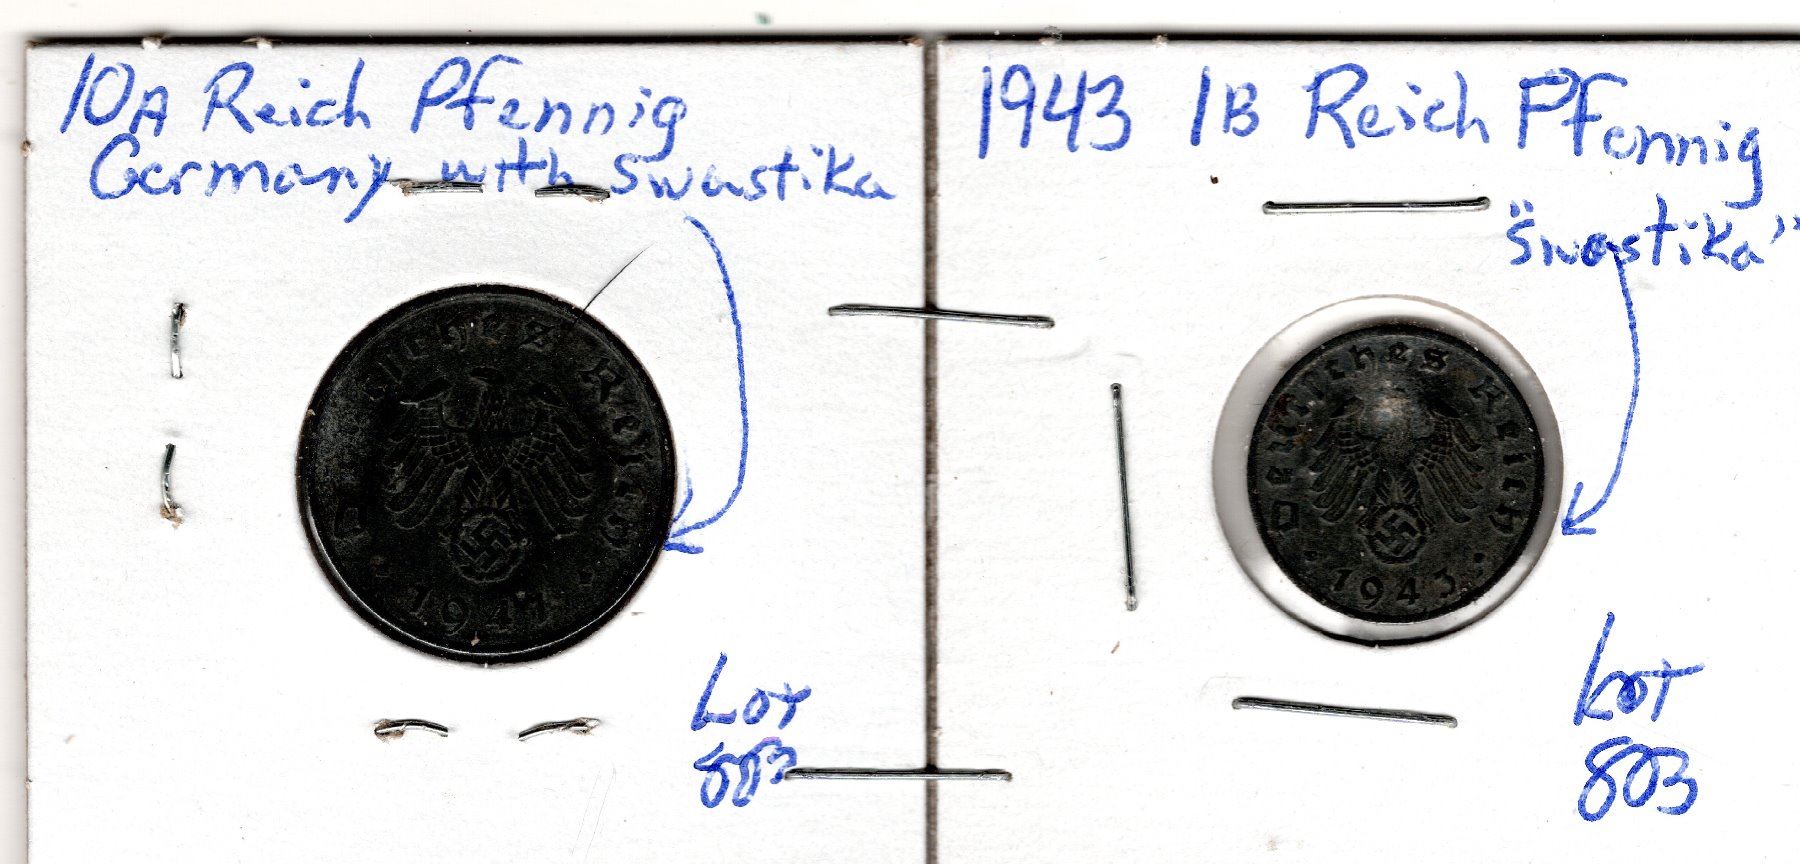 10A Reich Pfennig
Germany with swastika
Deutsches Reich
Lot
803
1943 1B Reich Pfennig
"Swastika"
Deutsches Reich
1943
Lot
803